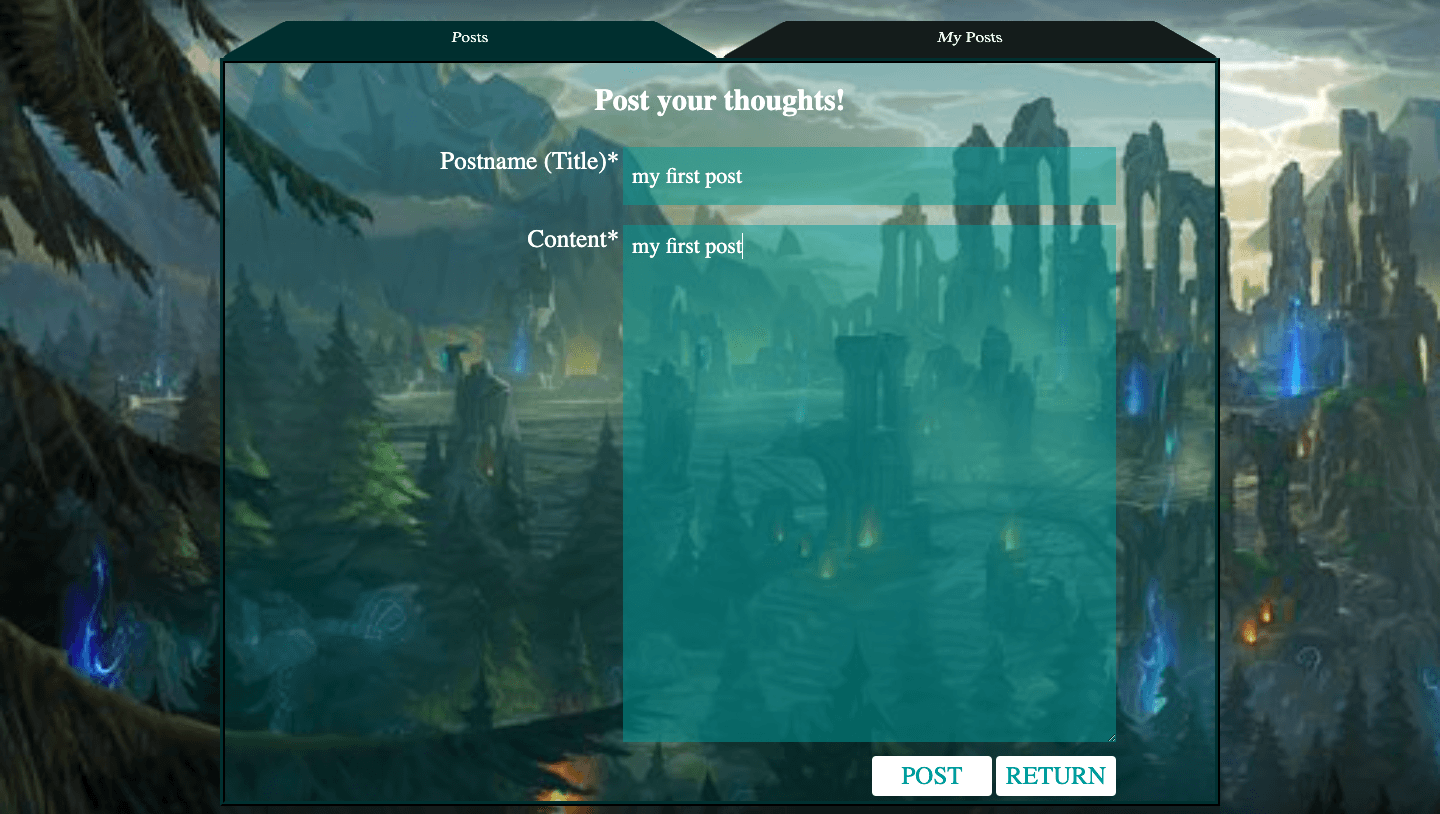 Posts
My Posts
Post your thoughts!
Postname (Title)*
my first post
Content*
my first post
POST
RETURN